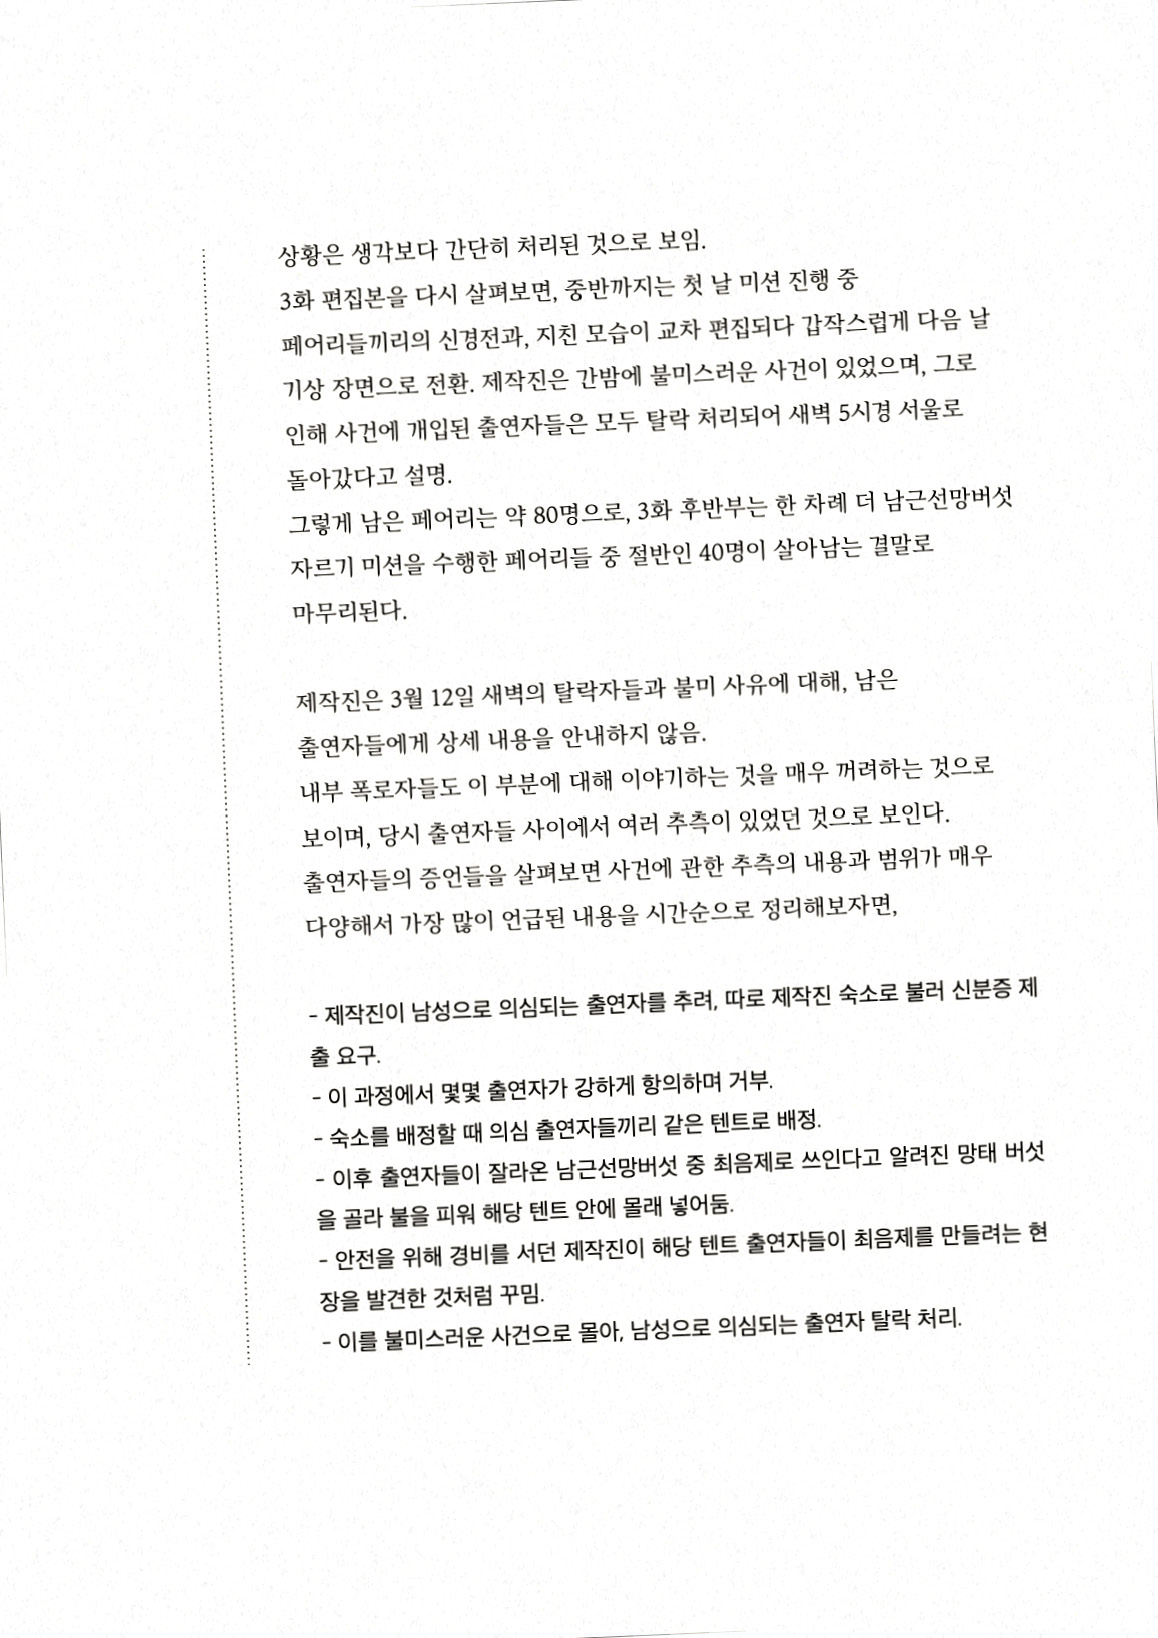 상황은 생각보다 간단히 처리된 것으로 보임.
3화 편집본을 다시 살펴보면, 중반까지는 첫 날 미션 진행 중
페어리들끼리의 신경전과, 지친 모습이 교차 편집되다 갑작스럽게 다음 날
기상 장면으로 전환. 제작진은 간밤에 불미스러운 사건이 있었으며, 그로
인해 사건에 개입된 출연자들은 모두 탈락 처리되어 새벽 5시경 서울로
돌아갔다고 설명.
그렇게 남은 페어리는 약 80명으로, 3화 후반부는 한 차례 더 남근선망버섯
자르기 미션을 수행한 페어리들 중 절반인 40명이 살아남는 결말로
마무리된다.
제작진은 3월 12일 새벽의 탈락자들과 불미 사유에 대해, 남은
출연자들에게 상세 내용을 안내하지 않음.
내부 폭로자들도 이 부분에 대해 이야기하는 것을 매우 꺼려하는 것으로
보이며, 당시 출연자들 사이에서 여러 추측이 있었던 것으로 보인다.
출연자들의 증언들을 살펴보면 사건에 관한 추측의 내용과 범위가 매우
다양해서 가장 많이 언급된 내용을 시간순으로 정리해보자면,
- 제작진이 남성으로 의심되는 출연자를 추려, 따로 제작진 숙소로 불러 신분증 제
출 요구.
- 이 과정에서 몇몇 출연자가 강하게 항의하며 거부.
- 숙소를 배정할 때 의심 출연자들끼리 같은 텐트로 배정.
- 이후 출연자들이 잘라온 남근선망버섯 중 최음제로 쓰인다고 알려진 망태 버섯
을 골라 불을 피워 해당 텐트 안에 몰래 넣어둠.
- 안전을 위해 경비를 서던 제작진이 해당 텐트 출연자들이 최음제를 만들려는 현
장을 발견한 것처럼 꾸밈.
- 이를 불미스러운 사건으로 몰아, 남성으로 의심되는 출연자 탈락 처리.